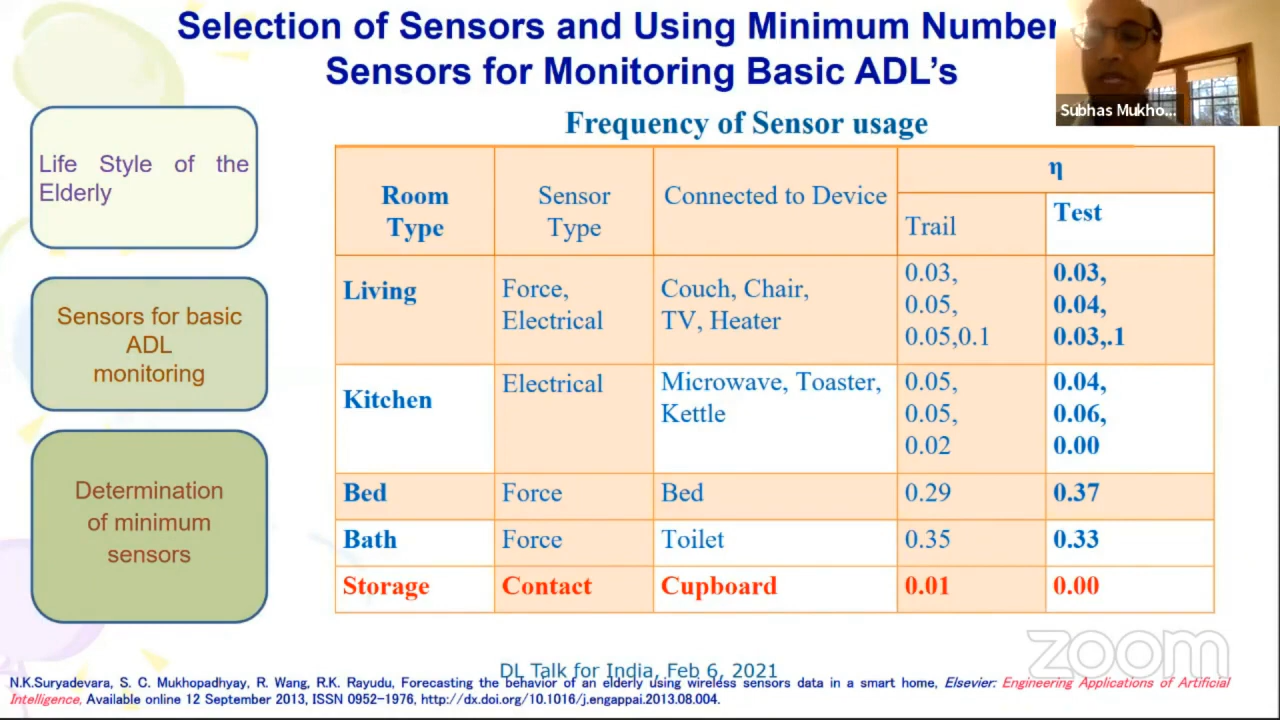 Selection of Sensors and Using Minimum Number
Sensors for Monitoring Basic ADL's
Subhas Mukho...
Frequency of Sensor usage
Life Style of the
Elderly
Sensors for basic
ADL
monitoring
Determination
of minimum
sensors
Room Type Sensor Type Connected to Device η
Trail Test
Living Force, Electrical Couch, Chair, TV, Heater 0.03, 0.05, 0.05,0.1 0.03, 0.04, 0.03,.1
Kitchen Electrical Microwave, Toaster, Kettle 0.05, 0.05, 0.02 0.04, 0.06, 0.00
Bed Force Bed 0.29 0.37
Bath Force Toilet 0.35 0.33
Storage Contact Cupboard 0.01 0.00
zoom
DL Talk for India, Feb 6, 2021
N.K.Suryadevara, S. C. Mukhopadhyay, R. Wang, R.K. Rayudu, Forecasting the behavior of an elderly using wireless sensors data in a smart home, Elsevier: Engineering Applications of Artificial
Intelligence, Available online 12 September 2013, ISSN 0952-1976, http://dx.doi.org/10.1016/j.engappai.2013.08.004.